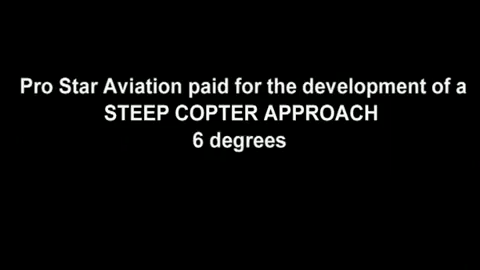 Pro Star Aviation paid for the development of a
STEEP COPTER APPROACH
6 degrees